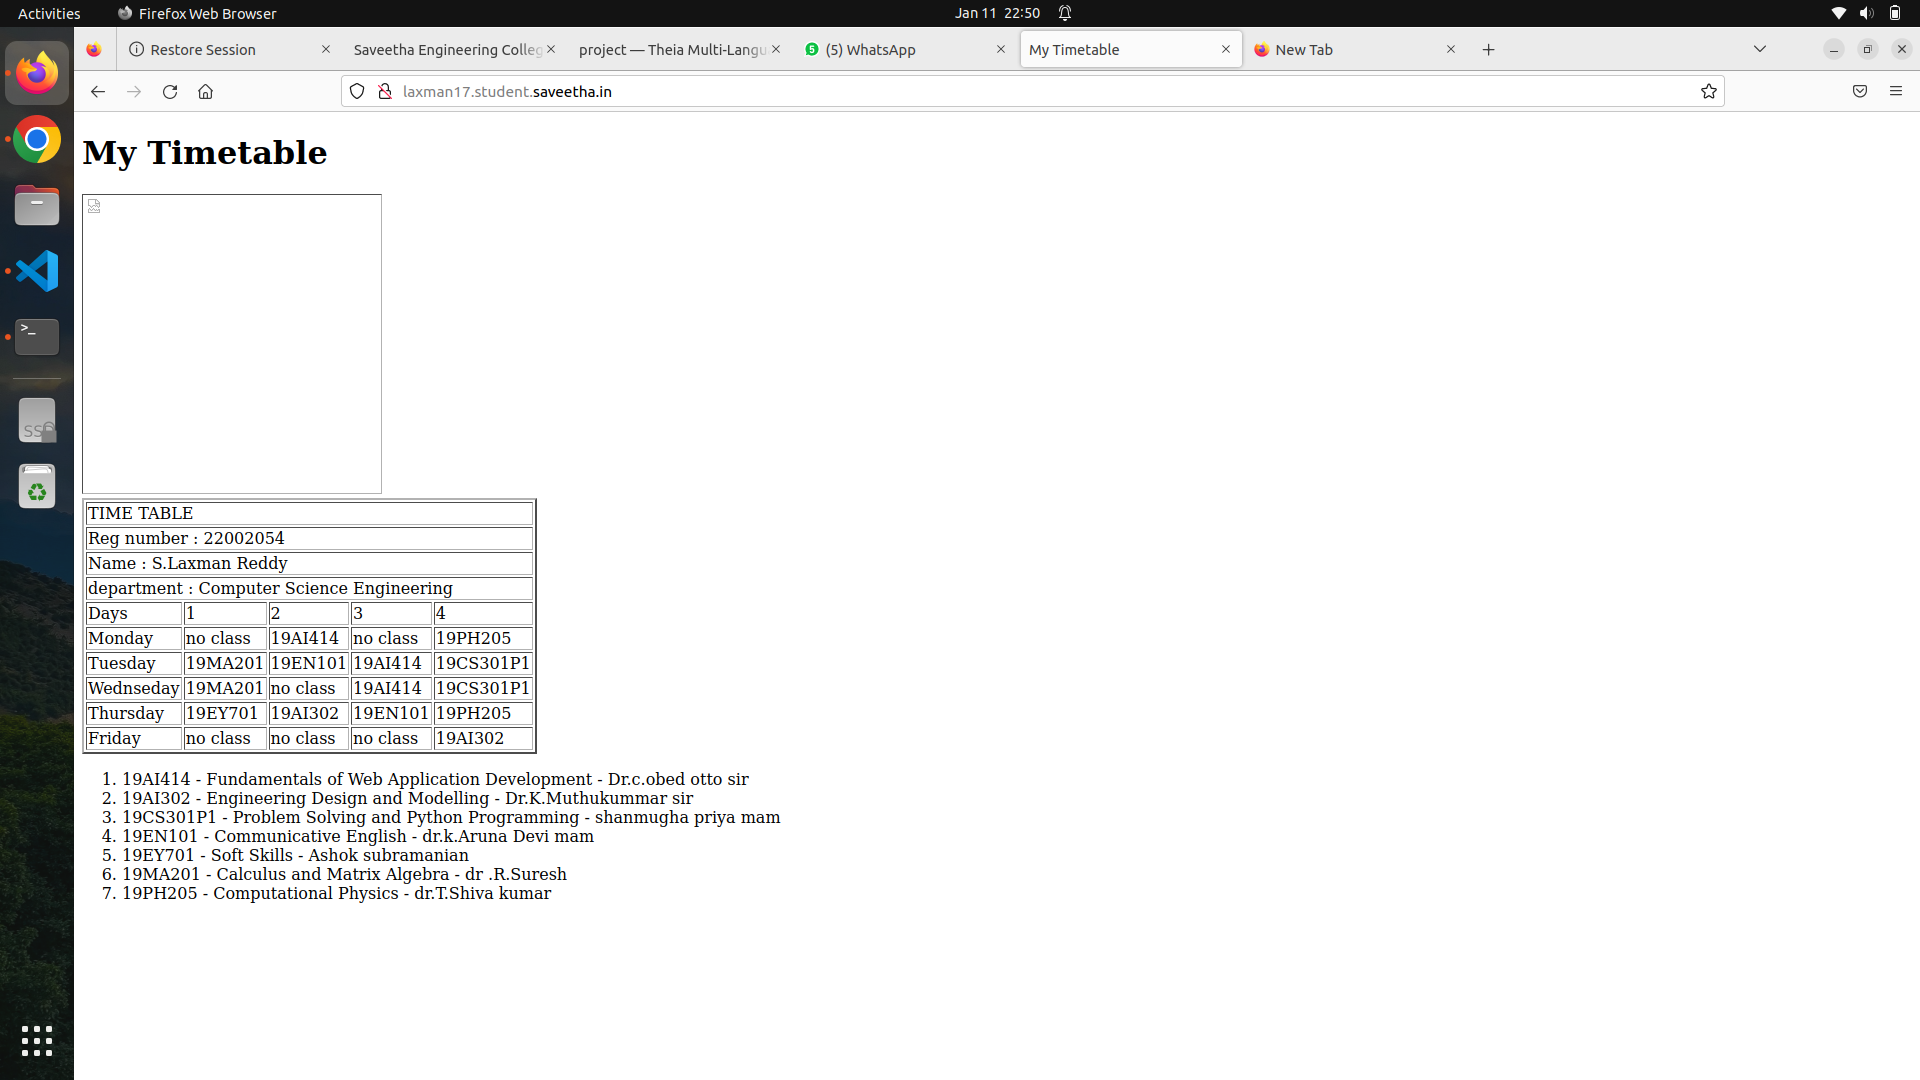 Activities Firefox Web Browser Jan 11 22:50
Restore Session Saveetha Engineering Colleg project — Theia Multi-Langu (5) WhatsApp My Timetable New Tab
laxman17.student.saveetha.in
My Timetable
TIME TABLE
Reg number : 22002054
Name : S.Laxman Reddy
department : Computer Science Engineering
Days 1 2 3 4
Monday no class 19AI414 no class 19PH205
Tuesday 19MA201 19EN101 19AI414 19CS301P1
Wednseday 19MA201 no class 19AI414 19CS301P1
Thursday 19EY701 19AI302 19EN101 19PH205
Friday no class no class no class 19AI302
1. 19AI414 - Fundamentals of Web Application Development - Dr.c.obed otto sir
2. 19AI302 - Engineering Design and Modelling - Dr.K.Muthukummar sir
3. 19CS301P1 - Problem Solving and Python Programming - shanmugha priya mam
4. 19EN101 - Communicative English - dr.k.Aruna Devi mam
5. 19EY701 - Soft Skills - Ashok subramanian
6. 19MA201 - Calculus and Matrix Algebra - dr .R.Suresh
7. 19PH205 - Computational Physics - dr.T.Shiva kumar